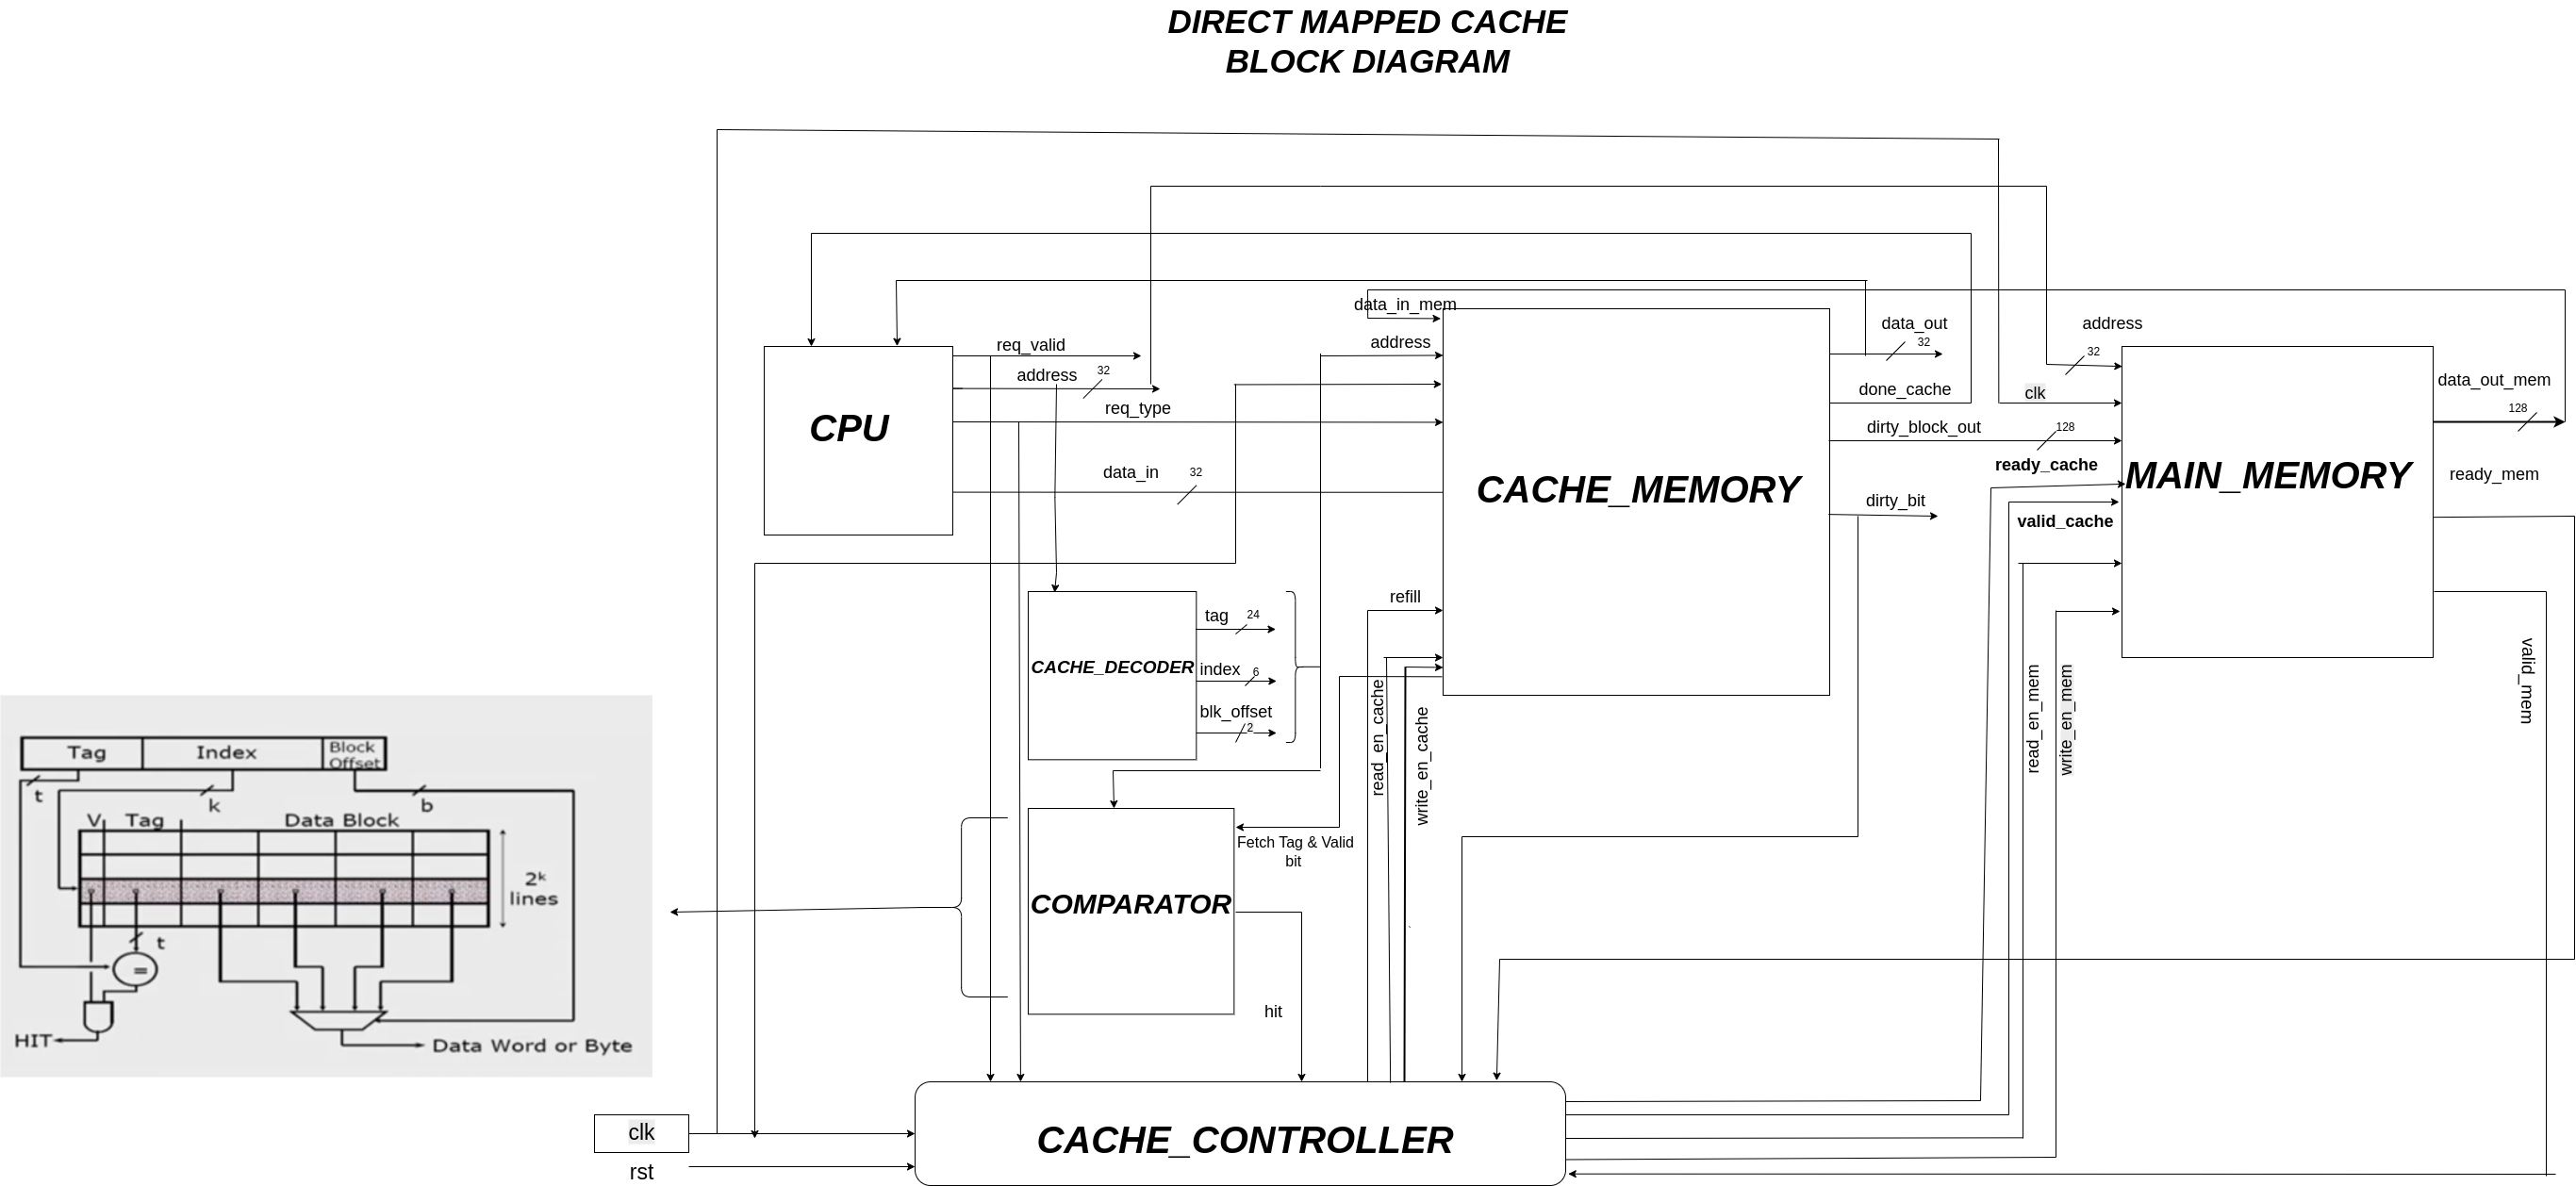 DIRECT MAPPED CACHE
BLOCK DIAGRAM
CPU
req_valid
address
32
req_type
data_in
32
data_in_mem
address
CACHE_MEMORY
refill
data_out
32
done_cache
dirty_block_out
128
dirty_bit
address
32
clk
ready_cache
valid_cache
MAIN_MEMORY
data_out_mem
128
ready_mem
valid_mem
read_en_mem
write_en_mem
CACHE_DECODER
tag
24
index
6
blk_offset
2
read_en_cache
write_en_cache
COMPARATOR
Fetch Tag & Valid
bit
hit
CACHE_CONTROLLER
clk
rst
Tag
Index
Block
Offset
t
k
b
V
Tag
Data Block
2ᵏ
lines
t
=
HIT
Data Word or Byte